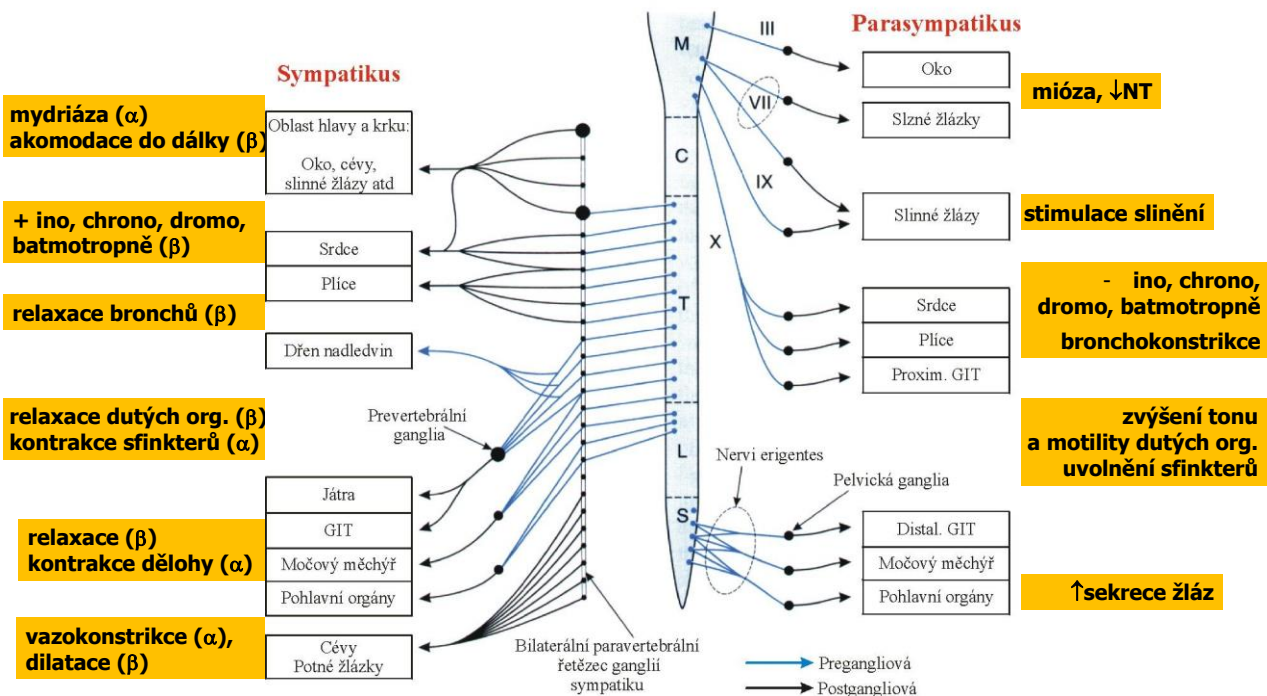 Sympatikus
mydriáza (α)
akomodace do dálky (β)
+ ino, chrono, dromo,
batmotropně (β)
relaxace bronchů (β)
relaxace dutých org. (β)
kontrakce sfinkterů (α)
relaxace (β)
kontrakce dělohy (α)
vazokonstrikce (α),
dilatace (β)
Oblast hlavy a krku:
Oko, cévy,
slinné žlázy atd
Srdce
Plíce
Dřen nadledvin
Prevertebrální
ganglia
Játra
GIT
Močový měchýř
Pohlavní orgány
Cévy
Potné žlázky
Bilaterální paravertebrální
řetězec ganglií
sympatiku
M
C
T
L
S
III
VII
IX
X
Nervi erigentes
Pelvická ganglia
Parasympatikus
Oko
Slzné žlázky
Slinné žlázy
Srdce
Plíce
Proxim. GIT
Distal. GIT
Močový měchýř
Pohlavní orgány
mióza, ↓NT
stimulace slinění
- ino, chrono,
dromo, batmotropně
bronchokonstrikce
zvýšení tonu
a motility dutých org.
uvolnění sfinkterů
↑sekrece žláz
Pregangliová
Postgangliová